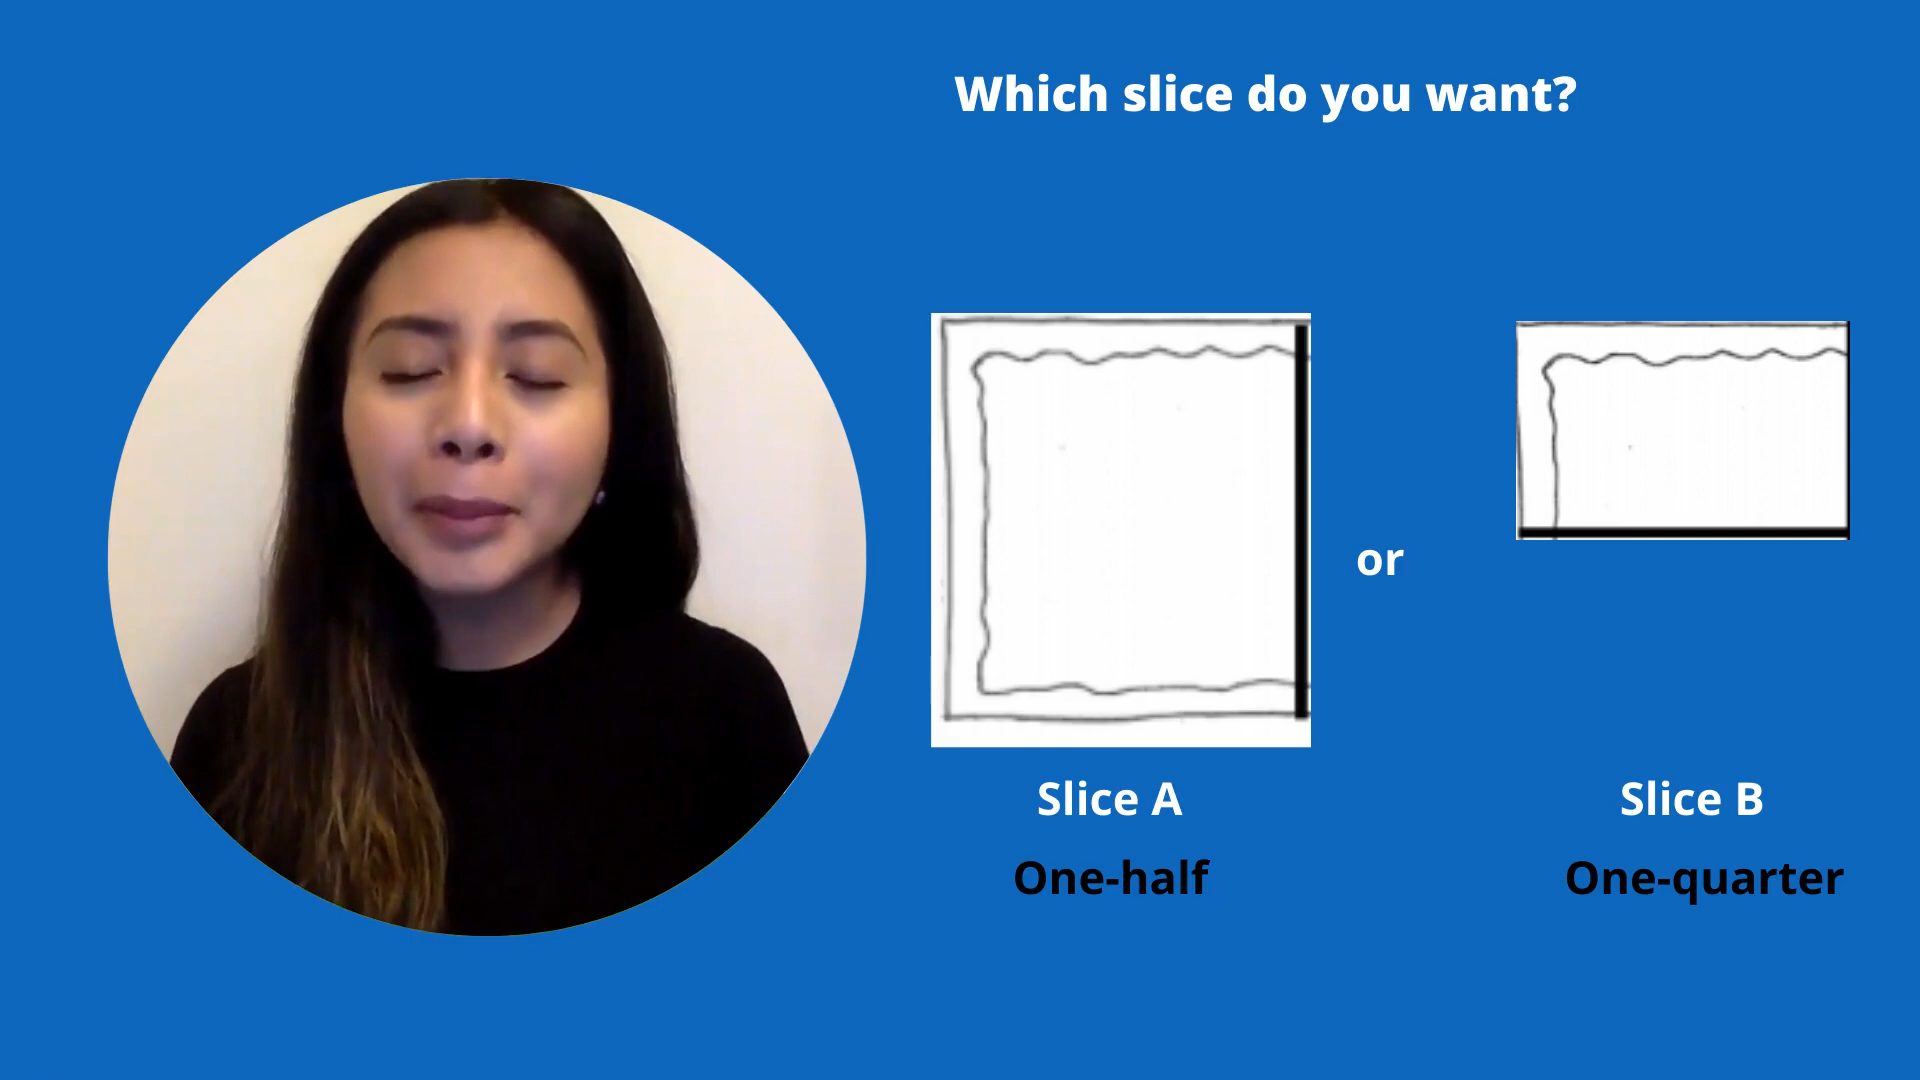 Which slice do you want?
or
Slice A
Slice B
One-half
One-quarter